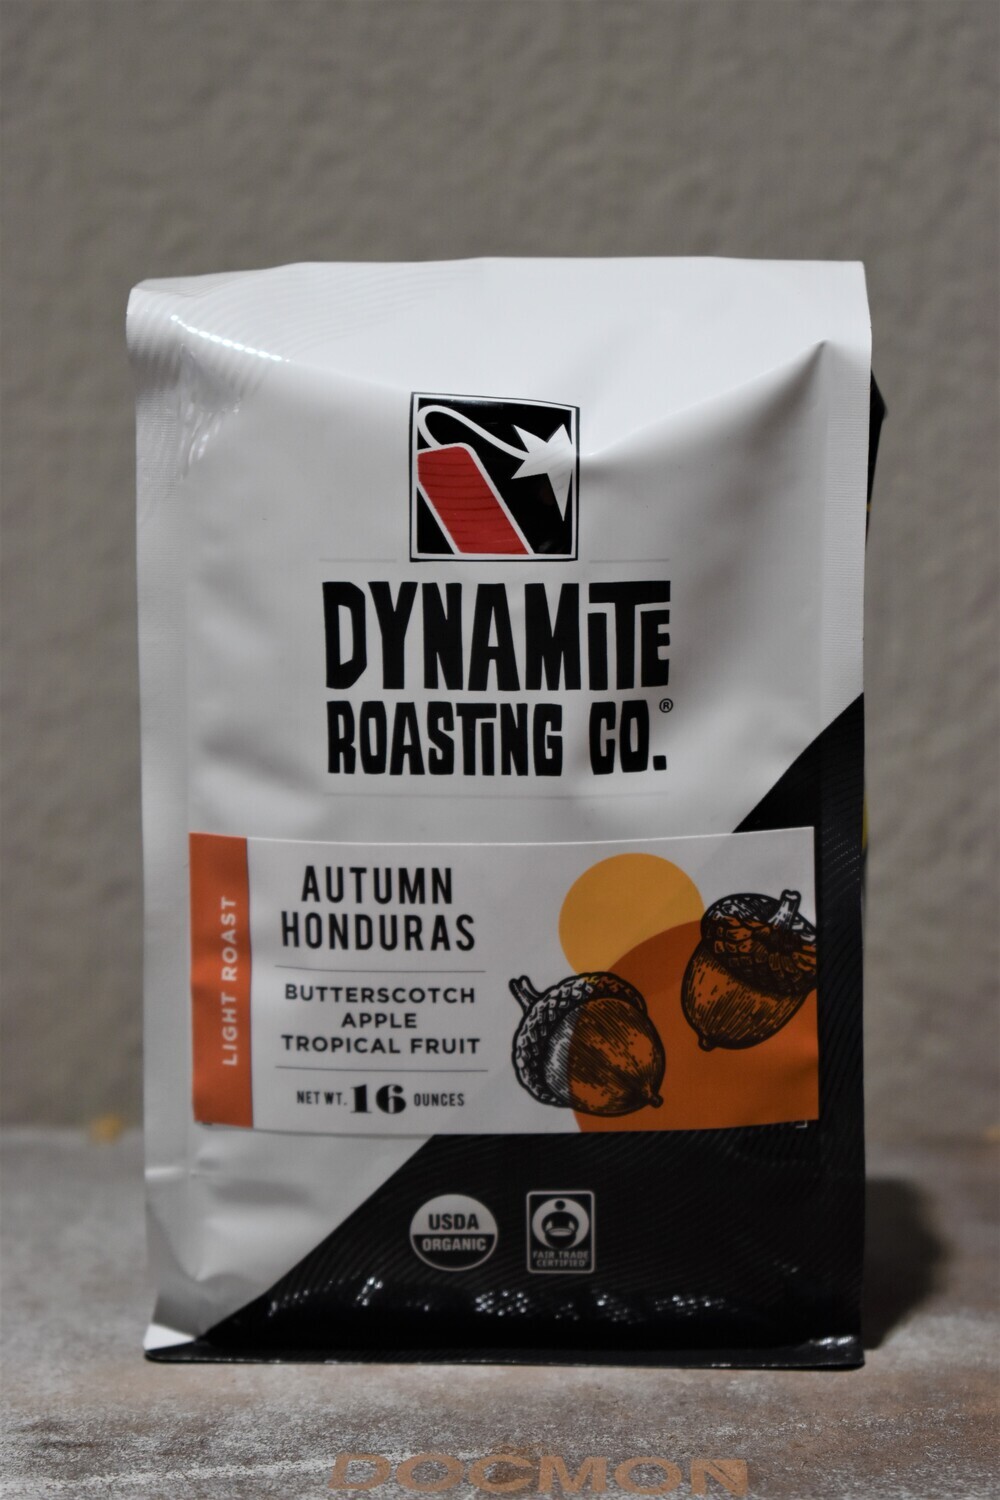 DYNAMITE
ROASTING CO.®
LIGHT ROAST
AUTUMN
HONDURAS
BUTTERSCOTCH
APPLE
TROPICAL FRUIT
NET WT. 16 OUNCES
USDA
ORGANIC
FAIR TRADE
CERTIFIED
DOCMON